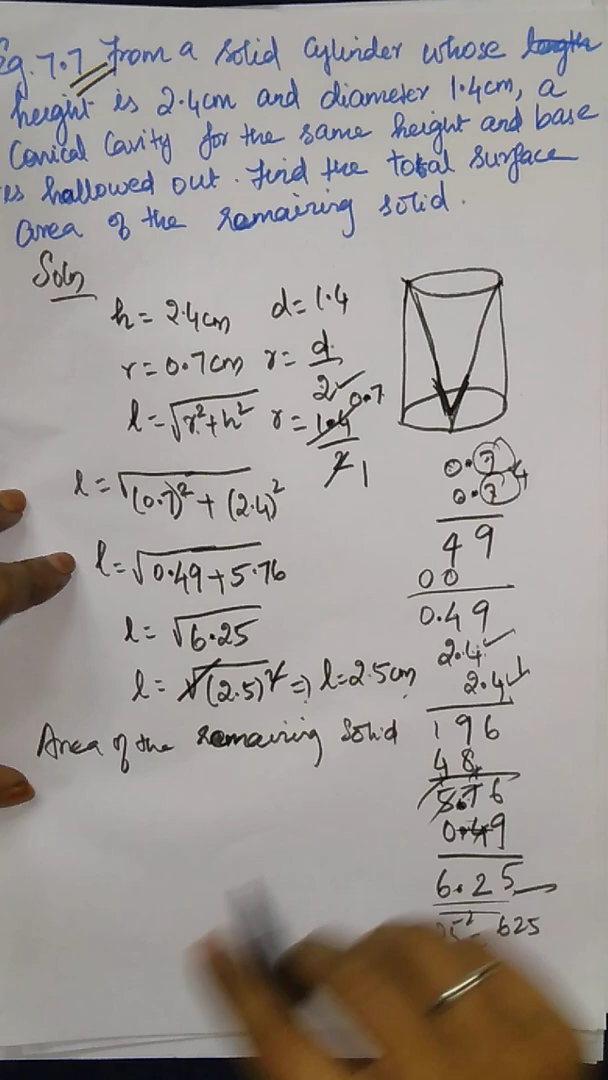 Eg. 7.7 From a solid cylinder whose length
height is 2.4cm and diameter 1.4cm, a
Conical Cavity for the same height and base
is hallowed out. Find the total surface
area of the remaining solid.
Soln
h = 2.4cm d = 1.4
r = 0.7cm r = d/2
l = √r²+h² r = 1.4/2 0.7 1
l = √(0.7)² + (2.4)²
l = √0.49 + 5.76
l = √6.25
l = √(2.5)² => l = 2.5cm
Area of the remaining solid
0.7
0.7
49
00
0.49
2.4
2.4
196
48
5.76
0.49
6.25
25² 625